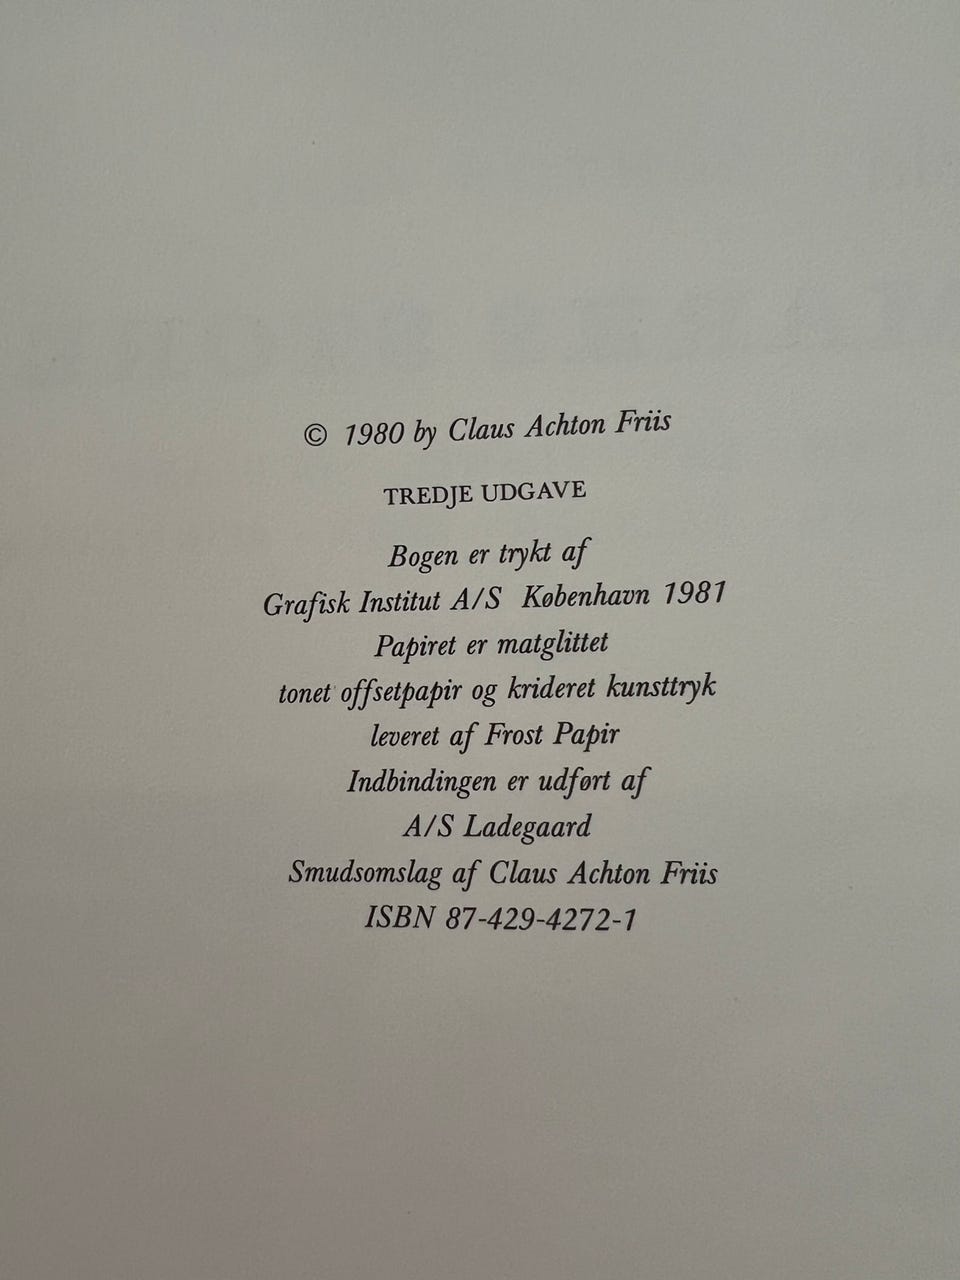 © 1980 by Claus Achton Friis
TREDJE UDGAVE
Bogen er trykt af
Grafisk Institut A/S København 1981
Papiret er matglittet
tonet offsetpapir og krideret kunsttryk
leveret af Frost Papir
Indbindingen er udført af
A/S Ladegaard
Smudsomslag af Claus Achton Friis
ISBN 87-429-4272-1